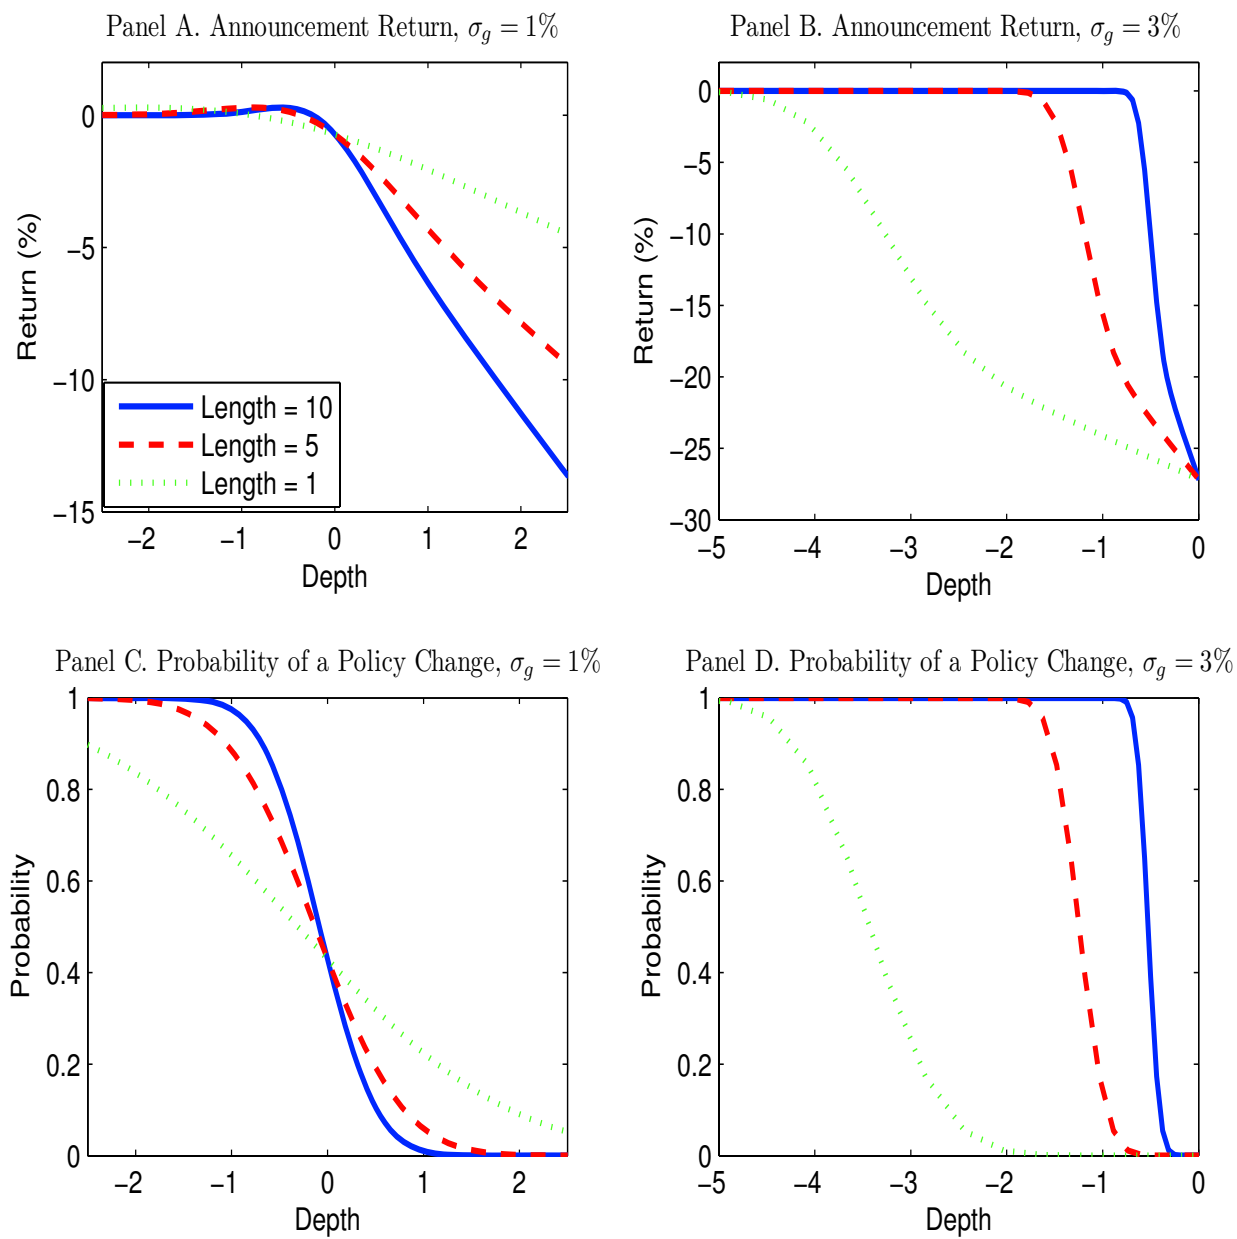 Panel A. Announcement Return, σg = 1%
0
−5
−10
−15
Return (%)
Length = 10
Length = 5
Length = 1
−2 −1 0 1 2
Depth
Panel B. Announcement Return, σg = 3%
0
−5
−10
−15
−20
−25
−30
Return (%)
−5 −4 −3 −2 −1 0
Depth
Panel C. Probability of a Policy Change, σg = 1%
1
0.8
0.6
0.4
0.2
0
Probability
−2 −1 0 1 2
Depth
Panel D. Probability of a Policy Change, σg = 3%
1
0.8
0.6
0.4
0.2
0
Probability
−5 −4 −3 −2 −1 0
Depth